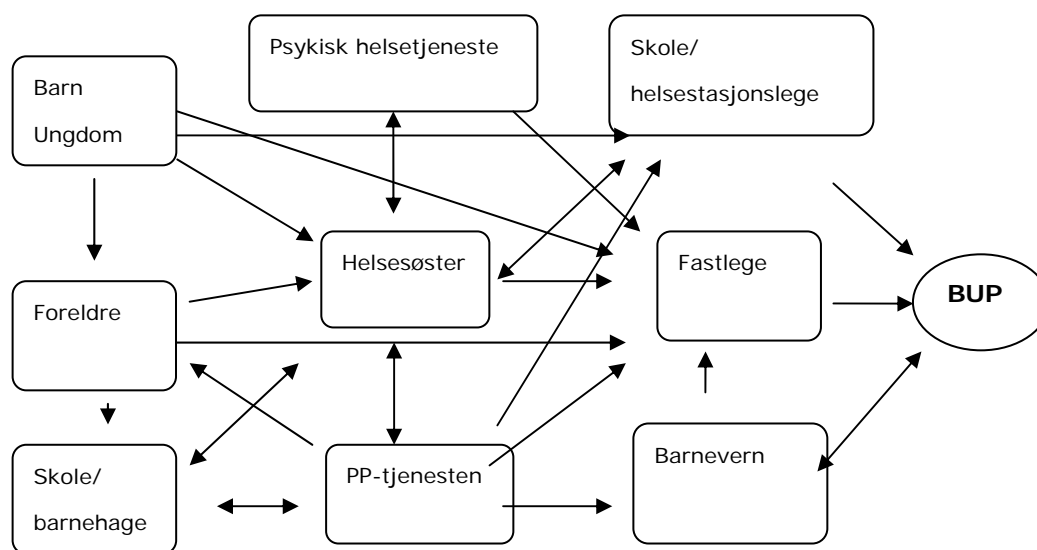 Psykisk helsetjeneste
Skole/
helsestasjonslege
Barn
Ungdom
Helsesøster
Fastlege
BUP
Foreldre
Skole/
barnehage
PP-tjenesten
Barnevern